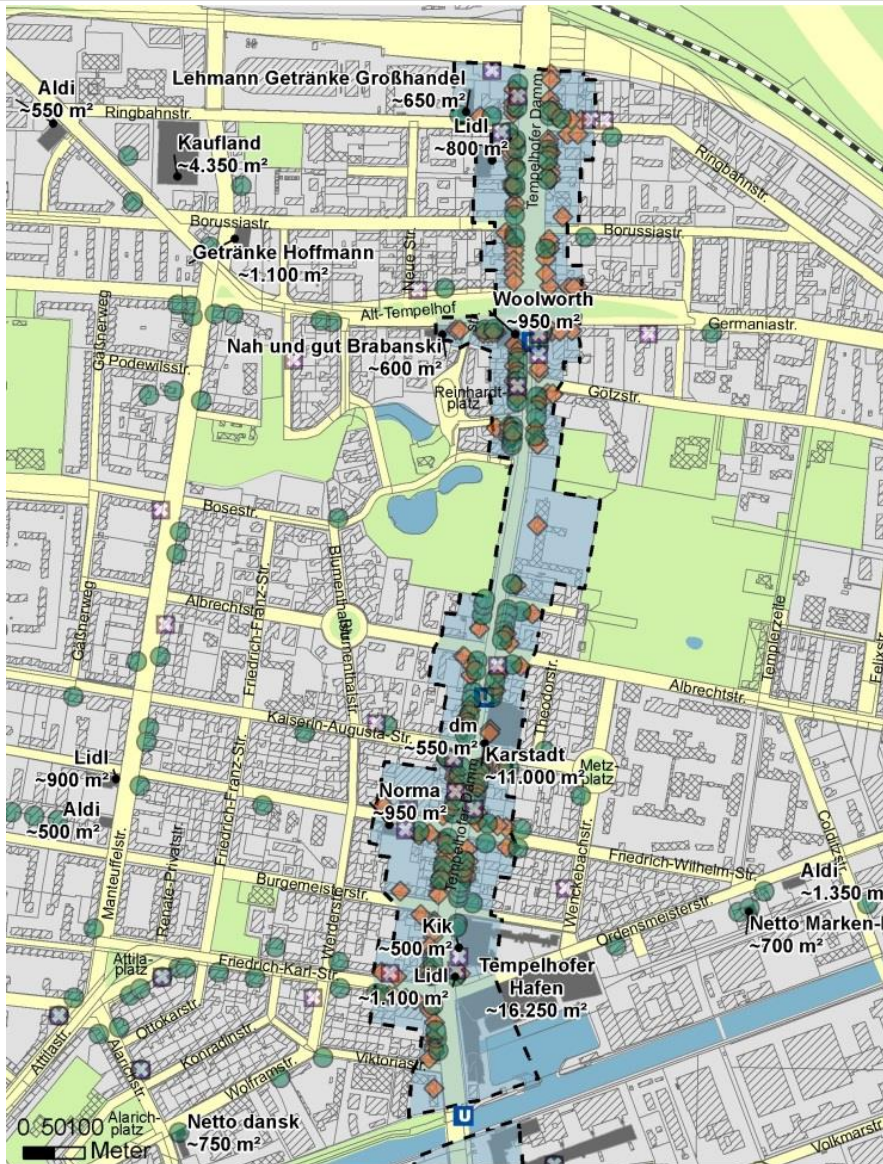 Aldi
~550 m²
Ringbahnstr.
Lehmann Getränke Großhandel
~650 m²
Tempelhofer Damm
Kaufland
~4.350 m²
Lidl
~800 m²
Ringbahnstr.
Borussiastr.
Neue Str.
Borussiastr.
Getränke Hoffmann
~1.100 m²
Woolworth
~950 m²
Alt-Tempelhof
Germaniastr.
Gäßnerweg
Nah und gut Brabanski
~600 m²
Podewilsstr.
Reinhardt-
platz
Götzstr.
Bosestr.
Blumenthalstr.
Albrechtstr.
Gäßnerweg
Friedrich-Franz-Str.
Blumenthalstr.
Templerzeile
Felixstr.
Albrechtstr.
Theodorstr.
Kaiserin-Augusta-Str.
dm
~550 m²
Karstadt
~11.000 m²
Metz-
platz
Lidl
~900 m²
Norma
~950 m²
Tempelhofer Damm
Aldi
~500 m²
Manteuffelstr.
Renate-Privatstr.
Friedrich-Franz-Str.
Friedrich-Wilhelm-Str.
Colditzstr.
Burgemeisterstr.
Werderstr.
Wenckebachstr.
Aldi
~1.350 m
Ordensmeisterstr.
Netto Marken-
~700 m²
Kik
~500 m²
Attila-
platz
Friedrich-Karl-Str.
Lidl
~1.100 m²
Tempelhofer
Hafen
~16.250 m²
Attilastr.
Ottokarstr.
Konradinstr.
Alarichstr.
Wolframstr.
Viktoriastr.
U
Alarich-
platz
Netto dansk
~750 m²
Volkmarstr.
0 50100
Meter